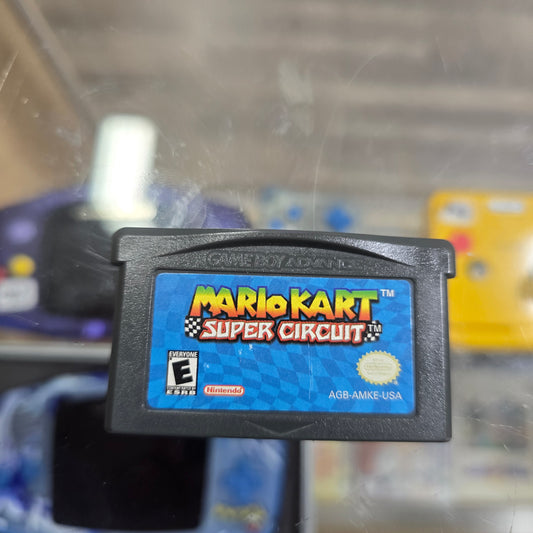 GAME BOY ADVANCE
MARIO KART™
SUPER CIRCUIT™
EVERYONE
E
ESRB
Nintendo
AGB-AMKE-USA